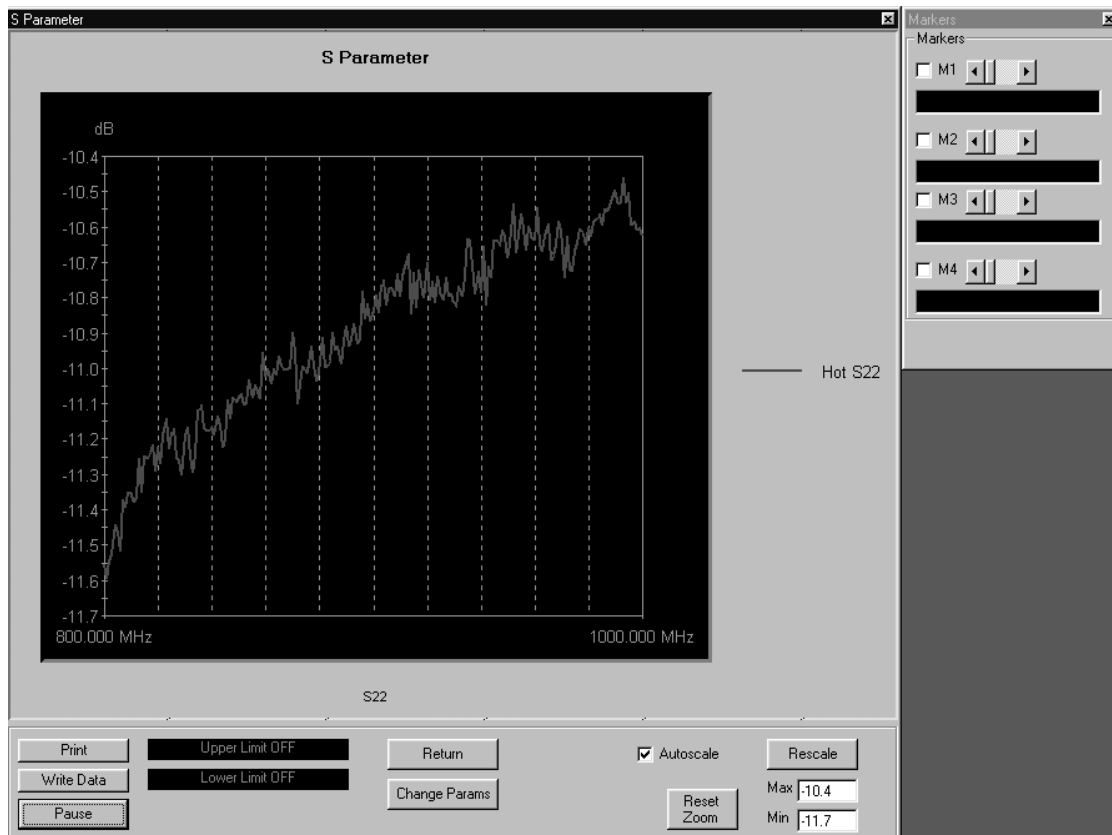 S Parameter
S Parameter
dB
-10.4
-10.5
-10.6
-10.7
-10.8
-10.9
-11.0
-11.1
-11.2
-11.3
-11.4
-11.5
-11.6
-11.7
800.000 MHz
1000.000 MHz
Hot S22
S22
Print
Write Data
Pause
Upper Limit OFF
Lower Limit OFF
Return
Change Params
Autoscale
Reset
Zoom
Rescale
Max -10.4
Min -11.7
Markers
Markers
M1
M2
M3
M4